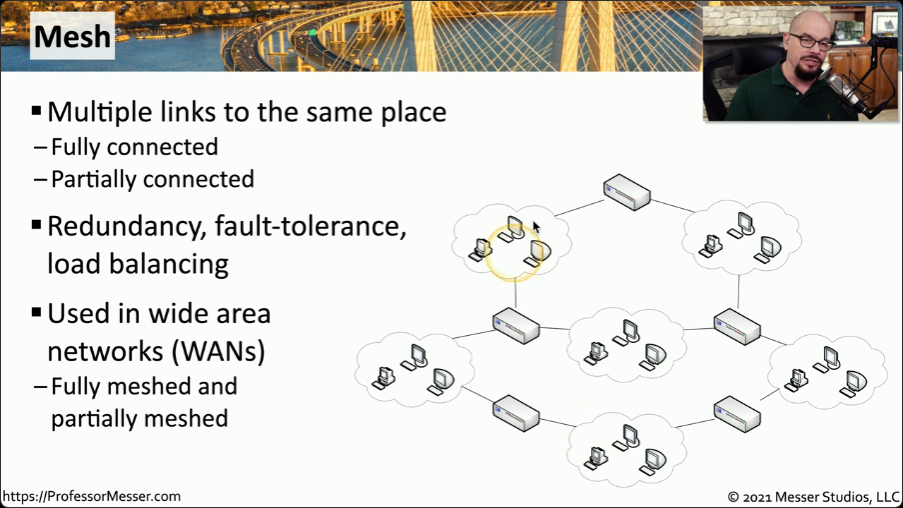 Mesh
▪ Multiple links to the same place
– Fully connected
– Partially connected
▪ Redundancy, fault-tolerance,
load balancing
▪ Used in wide area
networks (WANs)
– Fully meshed and
partially meshed
https://ProfessorMesser.com
© 2021 Messer Studios, LLC